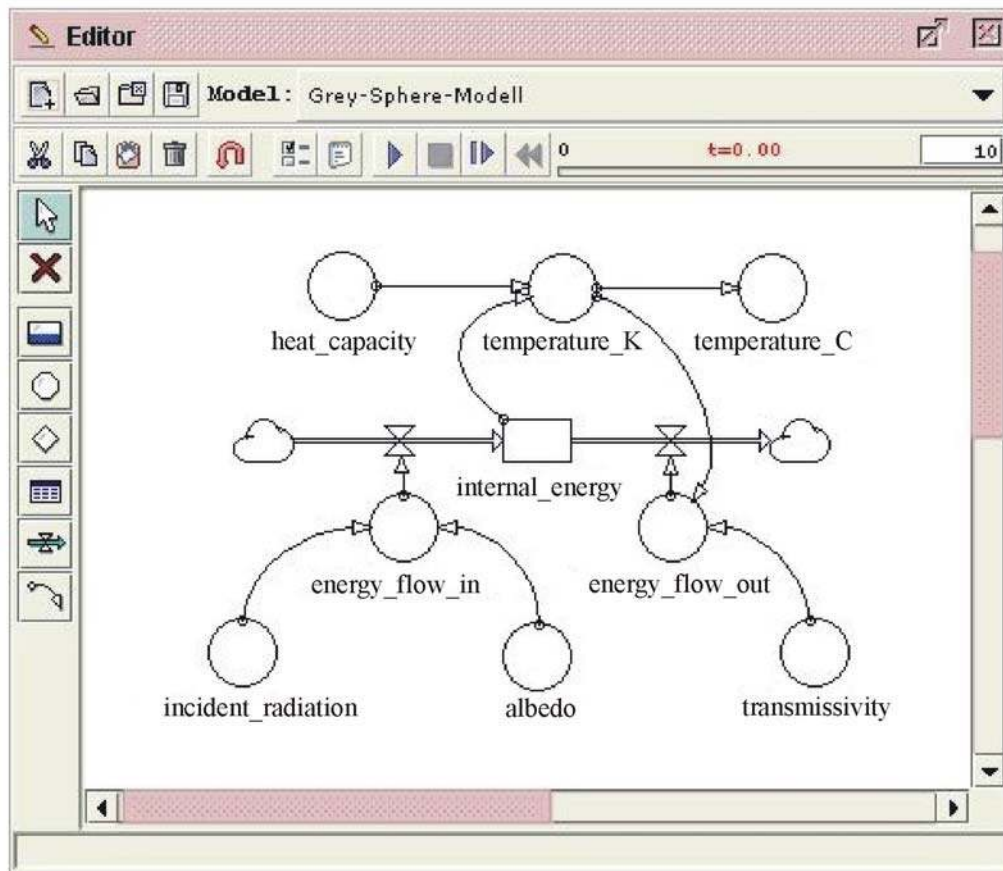 Editor
Model: Grey-Sphere-Modell
0 t=0.00 10
heat_capacity temperature_K temperature_C
internal_energy
energy_flow_in energy_flow_out
incident_radiation albedo transmissivity